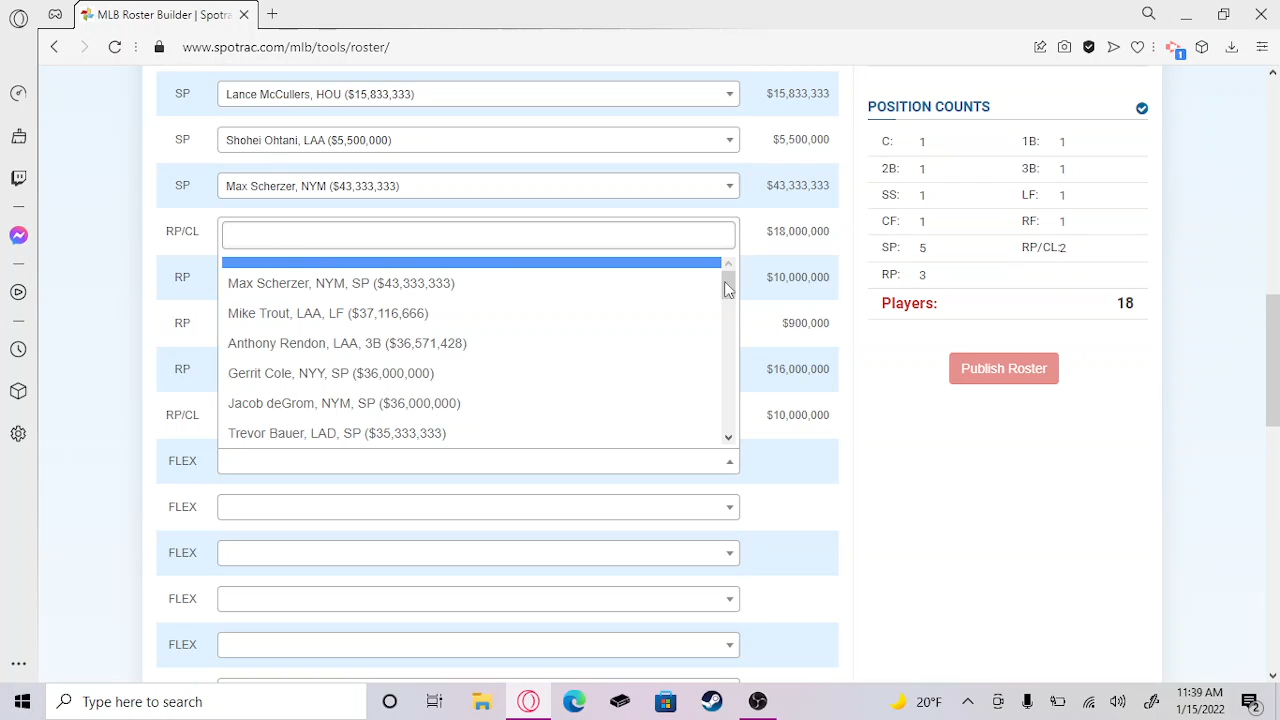 MLB Roster Builder | Spotra
www.spotrac.com/mlb/tools/roster/
1
SP Lance McCullers, HOU ($15,833,333) $15,833,333
SP Shohei Ohtani, LAA ($5,500,000) $5,500,000
SP Max Scherzer, NYM ($43,333,333) $43,333,333
RP/CL $18,000,000
RP $10,000,000
Max Scherzer, NYM, SP ($43,333,333)
Mike Trout, LAA, LF ($37,116,666)
RP $900,000
Anthony Rendon, LAA, 3B ($36,571,428)
RP $16,000,000
Gerrit Cole, NYY, SP ($36,000,000)
Jacob deGrom, NYM, SP ($36,000,000)
RP/CL $10,000,000
Trevor Bauer, LAD, SP ($35,333,333)
FLEX
FLEX
FLEX
FLEX
FLEX
POSITION COUNTS
C: 1 1B: 1
2B: 1 3B: 1
SS: 1 LF: 1
CF: 1 RF: 1
SP: 5 RP/CL: 2
RP: 3
Players: 18
Publish Roster
Type here to search
20°F
11:39 AM
1/15/2022
2